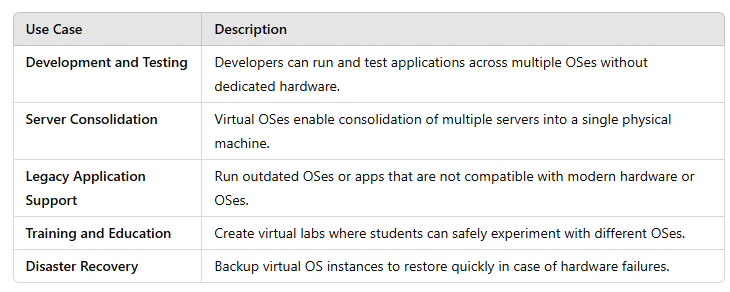 Use Case Description
Development and Testing Developers can run and test applications across multiple OSes without
dedicated hardware.
Server Consolidation Virtual OSes enable consolidation of multiple servers into a single physical
machine.
Legacy Application Run outdated OSes or apps that are not compatible with modern hardware or
Support OSes.
Training and Education Create virtual labs where students can safely experiment with different OSes.
Disaster Recovery Backup virtual OS instances to restore quickly in case of hardware failures.